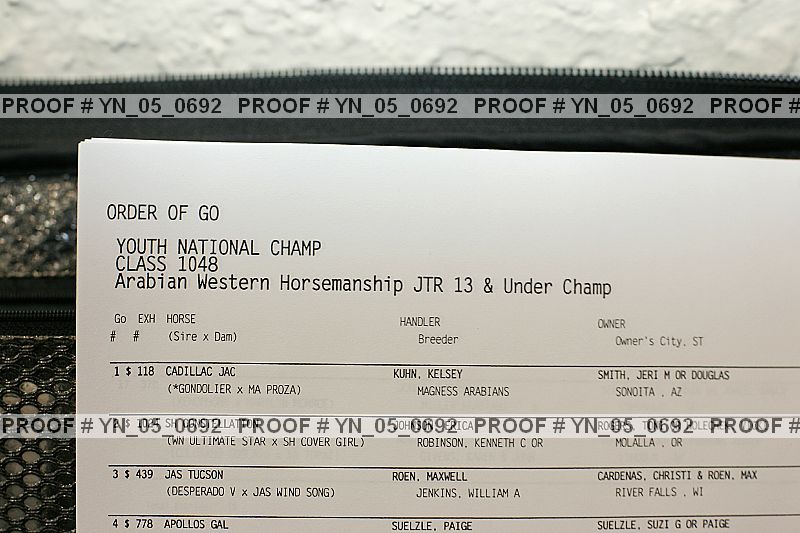 PROOF # YN_05_0692 PROOF # YN_05_0692 PROOF # YN_05_0692 PROOF #
ORDER OF GO
YOUTH NATIONAL CHAMP
CLASS 1048
Arabian Western Horsemanship JTR 13 & Under Champ
Go EXH HORSE HANDLER OWNER
# # (Sire x Dam) Breeder Owner's City, ST
1 $ 118 CADILLAC JAC KUHN, KELSEY SMITH, JERI M OR DOUGLAS
(*GONDOLIER x MA PROZA) MAGNESS ARABIANS SONOITA , AZ
SH CONSTELLATION JOHNSON, ERICA
PROOF # YN_05_0692 PROOF # YN_05_0692 PROOF # YN_05_0692 PROOF #
(WN ULTIMATE STAR x SH COVER GIRL) ROBINSON, KENNETH C OR MOLALLA , OR
3 $ 439 JAS TUCSON ROEN, MAXWELL CARDENAS, CHRISTI & ROEN, MAX
(DESPERADO V x JAS WIND SONG) JENKINS, WILLIAM A RIVER FALLS , WI
4 $ 778 APOLLOS GAL SUELZLE, PAIGE SUELZLE, SUZI G OR PAIGE